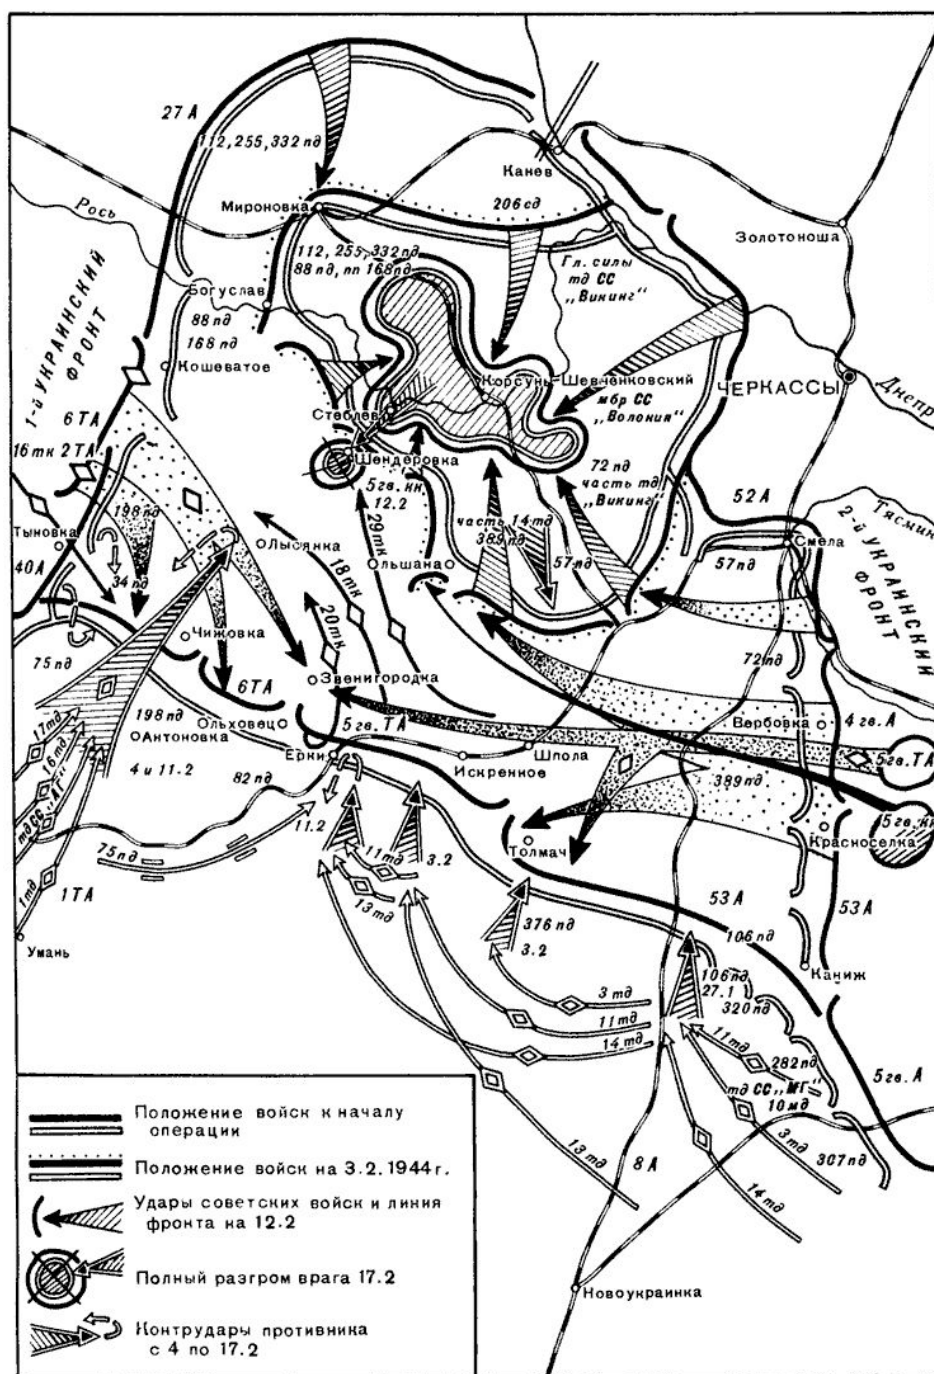 27 А
112, 255, 332 пд
Канев
Рось
Мироновка
206 сд
Золотоноша
112, 255, 332 пд
88 пд, пп 168 пд
Гл. силы
тд СС
„Викинг“
Богуслав
1-й УКРАИНСКИЙ
ФРОНТ
88 пд
168 пд
Кошеватое
Корсунь-Шевченковский
мбр СС
„Волония“
ЧЕРКАССЫ
Днепр
6 ТА
16 тк 2 ТА
Стеблев
Шендеровка
5 гв. кк
12.2
72 пд
часть тд
„Викинг“
52 А
Тясмин
2-й УКРАИНСКИЙ
ФРОНТ
198 пд
Тыновка
часть 14 тд
389 пд
29 тк
Лысянка
18 тк
Ольшана
57 пд
57 пд
Смела
40 А
34 пд
20 тк
Чижовка
75 пд
72 пд
6 ТА
Звенигородка
198 пд
Ольховец
5 гв. ТА
Вербовка
4 гв. А
Антоновка
17 тд
16 тд
4 и 11.2
Ерки
Искренное
Шпола
5 гв. ТА
389 пд
82 пд
тд СС „АГ“
11.2
5 гв. кк
Красноселка
Толмач
75 пд
11 тд
3.2
13 тд
1 тд
1 ТА
53 А
53 А
376 пд
3.2
106 пд
Умань
Каниж
106 пд
27.1
320 пд
3 тд
11 тд
14 тд
11 тд
282 пд
тд СС „МГ“
10 мд
5 гв. А
13 тд
8 А
3 тд
307 пд
14 тд
Новоукраинка
Положение войск к началу
операции
Положение войск на 3.2. 1944 г.
Удары советских войск и линия
фронта на 12.2
Полный разгром врага 17.2
Контрудары противника
с 4 по 17.2